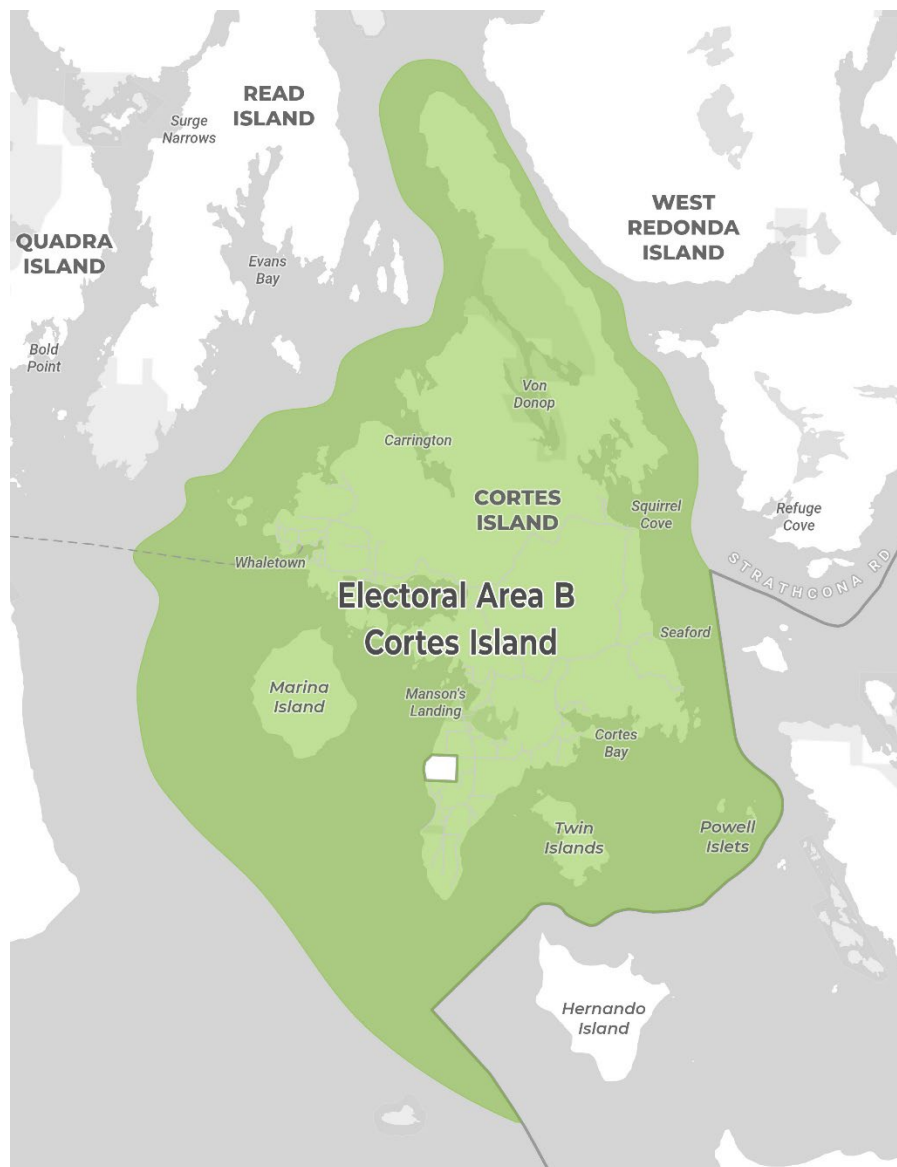 READ
ISLAND
Surge
Narrows
WEST
REDONDA
ISLAND
QUADRA
ISLAND
Evans
Bay
Bold
Point
Von
Donop
Carrington
CORTES
ISLAND
Squirrel
Cove
Refuge
Cove
Whaletown
STRATHCONA RD
Electoral Area B
Cortes Island
Seaford
Marina
Island
Manson's
Landing
Cortes
Bay
Twin
Islands
Powell
Islets
Hernando
Island